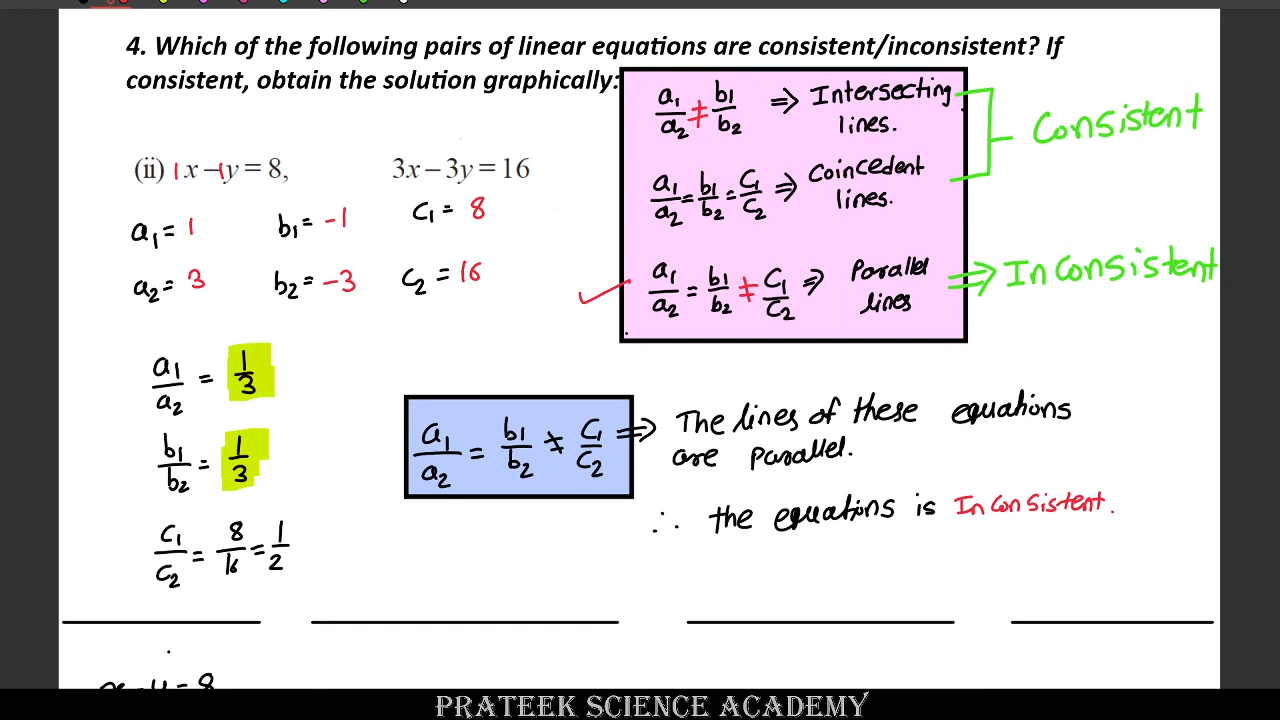 4. Which of the following pairs of linear equations are consistent/inconsistent? If
consistent, obtain the solution graphically:
a1/a2 ≠ b1/b2 ⇒ Intersecting
lines.
Consistent
a1/a2 = b1/b2 = C1/C2 ⇒ Coincedent
lines.
a1/a2 = b1/b2 ≠ C1/C2 ⇒ Parallel
lines
⇒ InConsistent
(ii) 1x − 1y = 8, 3x − 3y = 16
a1 = 1 b1 = -1 C1 = 8
a2 = 3 b2 = -3 C2 = 16
a1/a2 = 1/3
b1/b2 = 1/3
C1/C2 = 8/16 = 1/2
a1/a2 = b1/b2 ≠ C1/C2 ⇒ The lines of these equations
are Parallel.
∴ the equations is InConsistent.
x - y = 8
PRATEEK SCIENCE ACADEMY